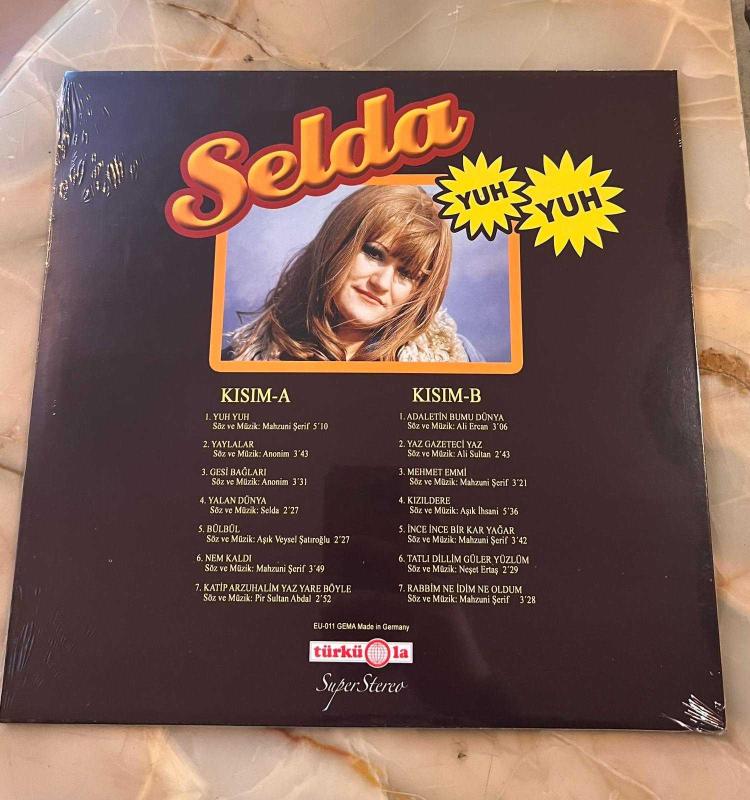 Selda
YUH
YUH
KISIM-A
1. YUH YUH
Söz ve Müzik: Mahzuni Şerif 5'10
2. YAYLALAR
Söz ve Müzik: Anonim 3'43
3. GESİ BAĞLARI
Söz ve Müzik: Anonim 3'31
4. YALAN DÜNYA
Söz ve Müzik: Selda 2'27
5. BÜLBÜL
Söz ve Müzik: Aşık Veysel Şatıroğlu 2'27
6. NEM KALDI
Söz ve Müzik: Mahzuni Şerif 3'49
7. KATİP ARZUHALİM YAZ YARE BÖYLE
Söz ve Müzik: Pir Sultan Abdal 2'52
KISIM-B
1. ADALETİN BUMU DÜNYA
Söz ve Müzik: Ali Ercan 3'06
2. YAZ GAZETECİ YAZ
Söz ve Müzik: Ali Sultan 2'43
3. MEHMET EMMİ
Söz ve Müzik: Mahzuni Şerif 3'21
4. KIZILDERE
Söz ve Müzik: Aşık İhsani 5'36
5. İNCE İNCE BİR KAR YAĞAR
Söz ve Müzik: Mahzuni Şerif 3'42
6. TATLI DİLLİM GÜLER YÜZLÜM
Söz ve Müzik: Neşet Ertaş 2'29
7. RABBİM NE İDİM NE OLDUM
Söz ve Müzik: Mahzuni Şerif 3'28
EU-011 GEMA Made in Germany
türkü la
SuperStereo